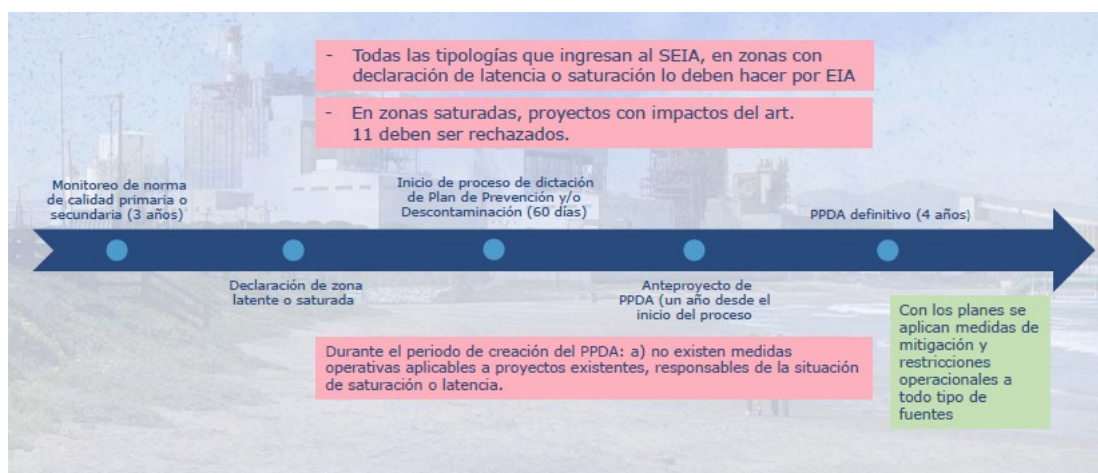 - Todas las tipologías que ingresan al SEIA, en zonas con
declaración de latencia o saturación lo deben hacer por EIA
- En zonas saturadas, proyectos con impactos del art.
11 deben ser rechazados.
Monitoreo de norma
de calidad primaria o
secundaria (3 años)
Inicio de proceso de dictación
de Plan de Prevención y/o
Descontaminación (60 días)
PPDA definitivo (4 años)
Declaración de zona
latente o saturada
Anteproyecto de
PPDA (un año desde el
inicio del proceso
Durante el periodo de creación del PPDA: a) no existen medidas
operativas aplicables a proyectos existentes, responsables de la situación
de saturación o latencia.
Con los planes se
aplican medidas de
mitigación y
restricciones
operacionales a
todo tipo de
fuentes